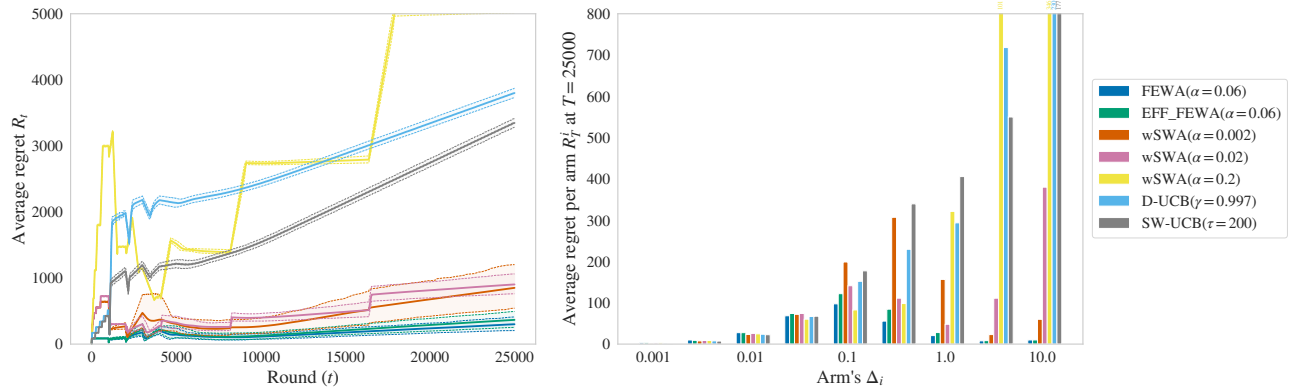 5000
4000
3000
2000
1000
0
Average regret R_t
0
5000
10000
15000
20000
25000
Round (t)
800
700
600
500
400
300
200
100
0
Average regret per arm R^i_T at T = 25000
0.001
0.01
0.1
1.0
10.0
Arm's Δ_i
FEWA(α = 0.06)
EFF_FEWA(α = 0.06)
wSWA(α = 0.002)
wSWA(α = 0.02)
wSWA(α = 0.2)
D-UCB(γ = 0.997)
SW-UCB(τ = 200)